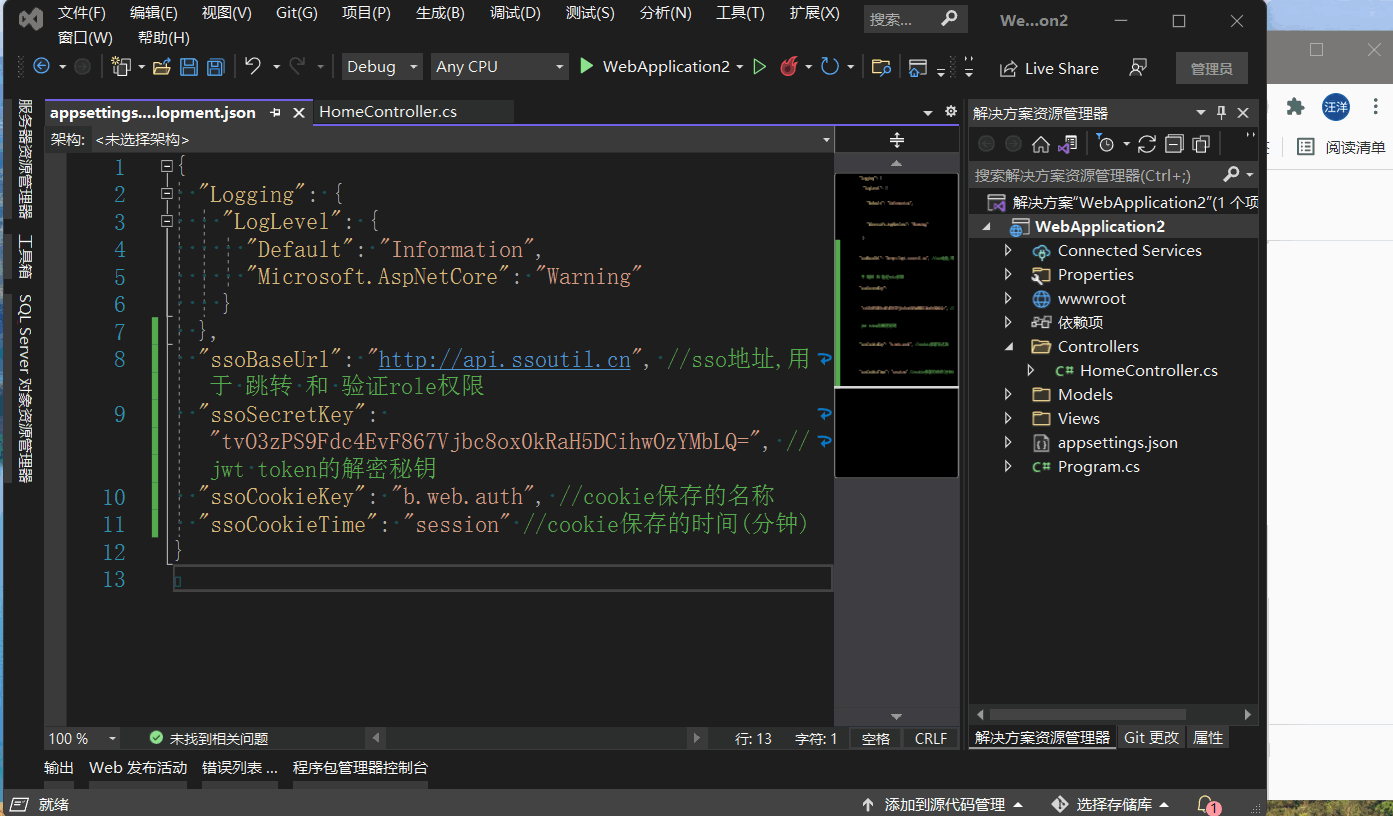 文件(F) 编辑(E) 视图(V) Git(G) 项目(P) 生成(B) 调试(D) 测试(S) 分析(N) 工具(T) 扩展(X) 搜索... We...on2
窗口(W) 帮助(H)
Debug Any CPU WebApplication2 Live Share 管理员
服务器资源管理器
工具箱
SQL Server 对象资源管理器
appsettings....lopment.json HomeController.cs
架构: <未选择架构>
1 {
2 "Logging": {
3 "LogLevel": {
4 "Default": "Information",
5 "Microsoft.AspNetCore": "Warning"
6 }
7 },
8 "ssoBaseUrl": "http://api.ssoutil.cn", //sso地址,用
于 跳转 和 验证role权限
9 "ssoSecretKey":
"tvO3zPS9Fdc4EvF867Vjbc8ox0kRaH5DCihwOzYMbLQ=", //
jwt token的解密秘钥
10 "ssoCookieKey": "b.web.auth", //cookie保存的名称
11 "ssoCookieTime": "session" //cookie保存的时间(分钟)
12 }
13
100 % 未找到相关问题 行: 13 字符: 1 空格 CRLF
解决方案资源管理器
搜索解决方案资源管理器(Ctrl+;)
解决方案"WebApplication2"(1 个项
WebApplication2
Connected Services
Properties
wwwroot
依赖项
Controllers
C# HomeController.cs
Models
Views
appsettings.json
C# Program.cs
解决方案资源管理器 Git 更改 属性
输出 Web 发布活动 错误列表 ... 程序包管理器控制台
就绪 添加到源代码管理 选择存储库 1
汪洋
阅读清单